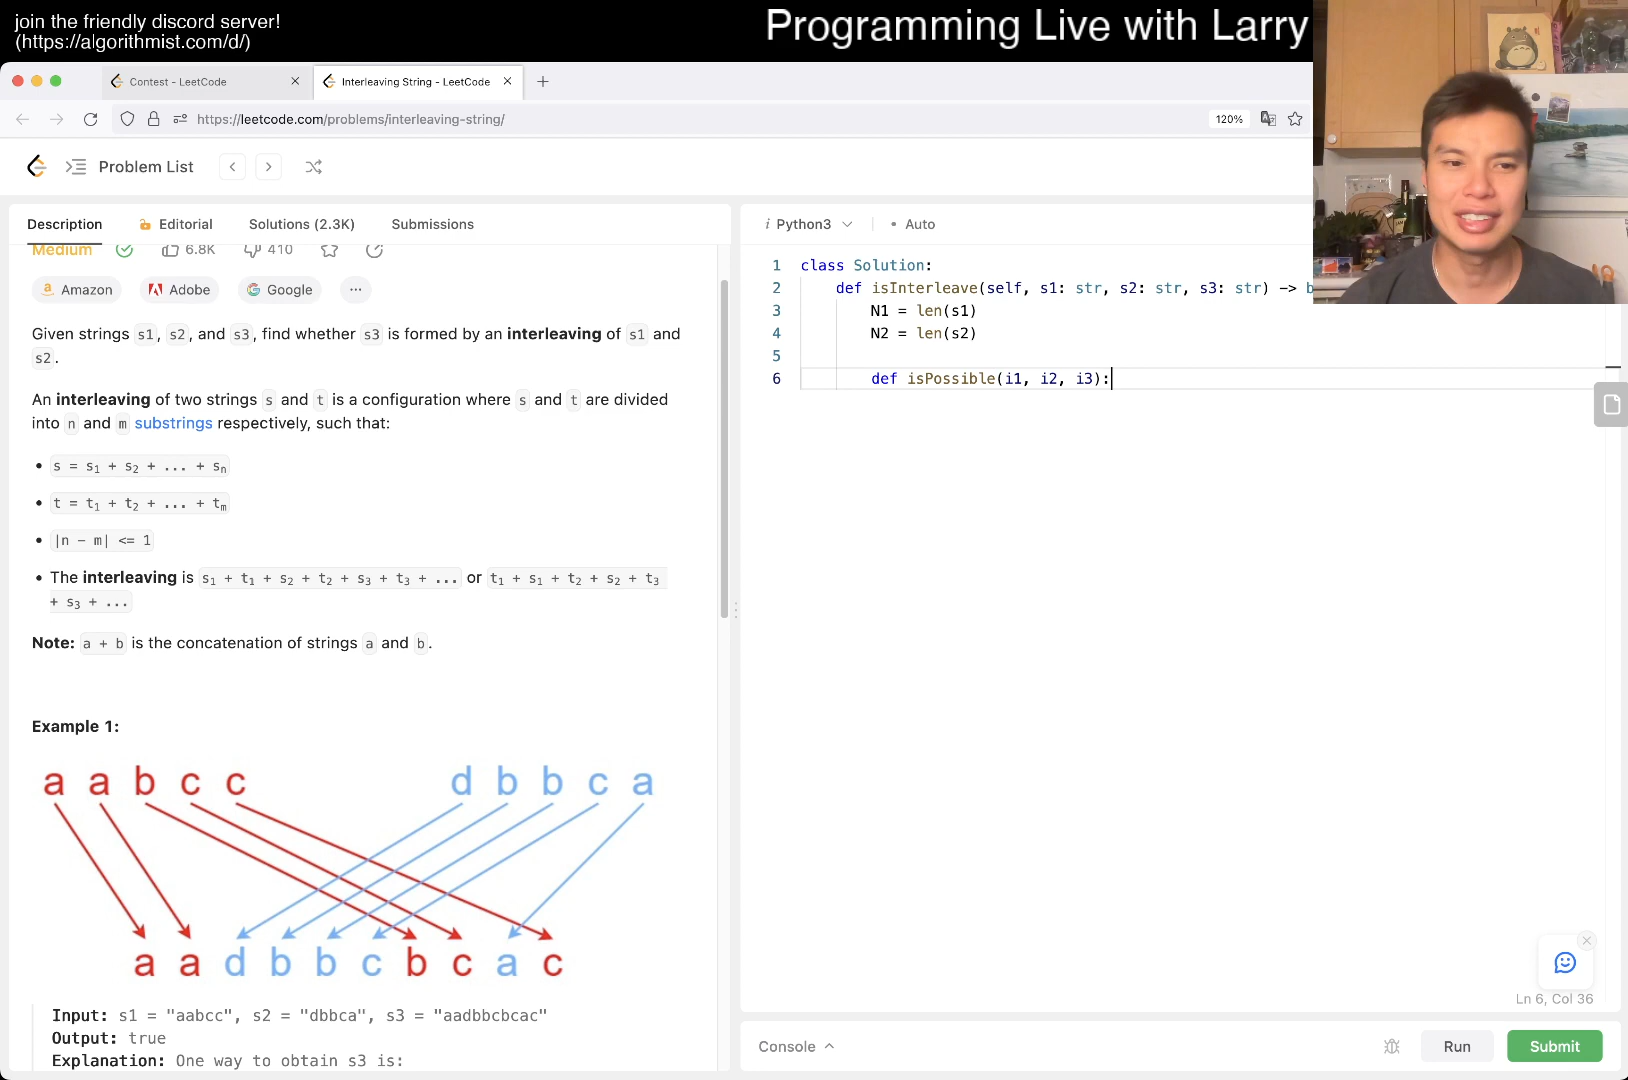 join the friendly discord server!
(https://algorithmist.com/d/)
Programming Live with Larry
Contest - LeetCode
Interleaving String - LeetCode
https://leetcode.com/problems/interleaving-string/
120%
Problem List
Description
Editorial
Solutions (2.3K)
Submissions
Medium
6.8K
410
Amazon
Adobe
Google
...
Given strings s1, s2, and s3, find whether s3 is formed by an interleaving of s1 and
s2.
An interleaving of two strings s and t is a configuration where s and t are divided
into n and m substrings respectively, such that:
• s = s1 + s2 + ... + sn
• t = t1 + t2 + ... + tm
• |n - m| <= 1
• The interleaving is s1 + t1 + s2 + t2 + s3 + t3 + ... or t1 + s1 + t2 + s2 + t3
+ s3 + ...
Note: a + b is the concatenation of strings a and b.
Example 1:
a a b c c d b b c a
a a d b b c b c a c
Input: s1 = "aabcc", s2 = "dbbca", s3 = "aadbbcbcac"
Output: true
Explanation: One way to obtain s3 is:
i Python3
• Auto
1 class Solution:
2 def isInterleave(self, s1: str, s2: str, s3: str) -> b
3 N1 = len(s1)
4 N2 = len(s2)
5
6 def isPossible(i1, i2, i3):
Ln 6, Col 36
Console
Run
Submit